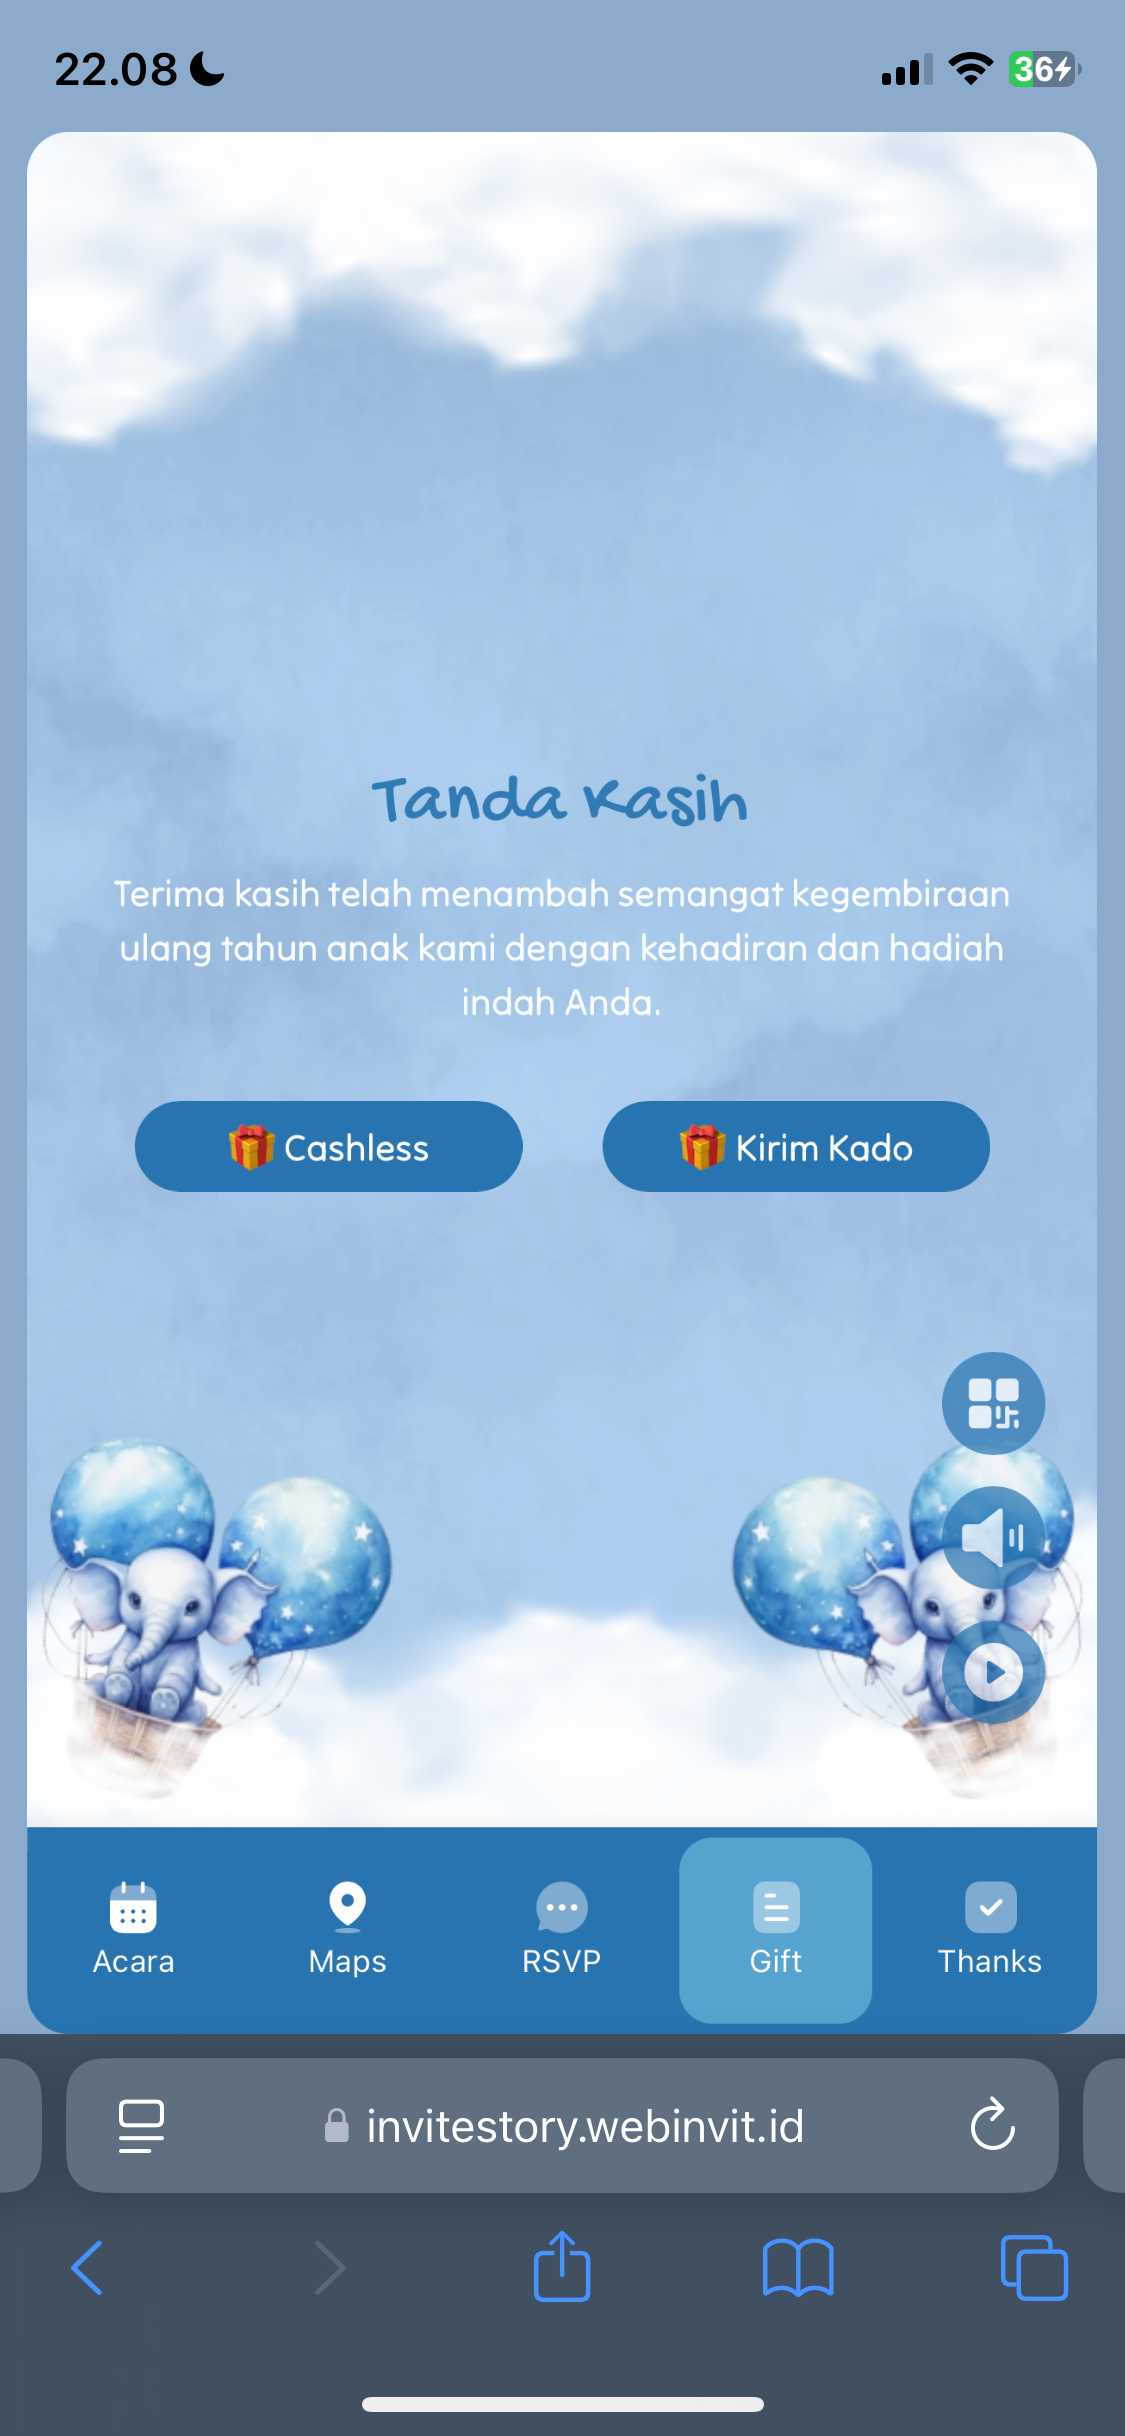 22.08
36
Tanda Kasih
Terima kasih telah menambah semangat kegembiraan
ulang tahun anak kami dengan kehadiran dan hadiah
indah Anda.
Cashless
Kirim Kado
Acara
Maps
RSVP
Gift
Thanks
invitestory.webinvit.id